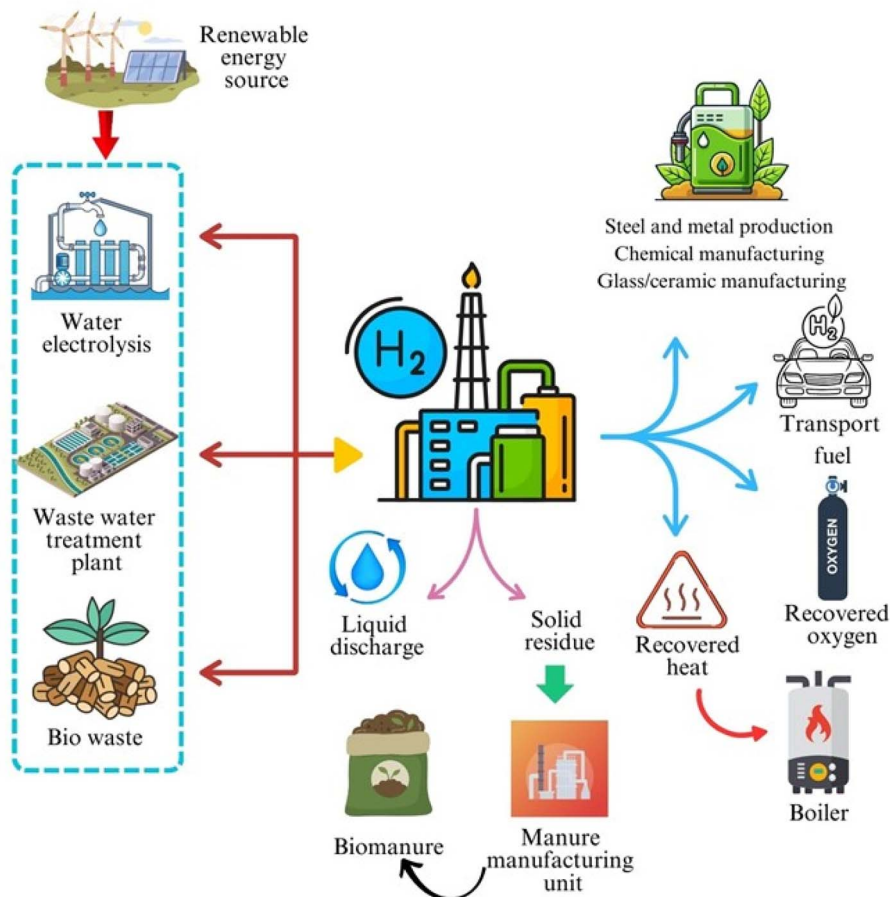 Renewable
energy
source
Steel and metal production
Chemical manufacturing
Glass/ceramic manufacturing
Water
electrolysis
H2
H2
Transport
fuel
Waste water
treatment
plant
OXYGEN
Liquid
discharge
Solid
residue
Recovered
heat
Recovered
oxygen
Bio waste
Boiler
Biomanure
Manure
manufacturing
unit